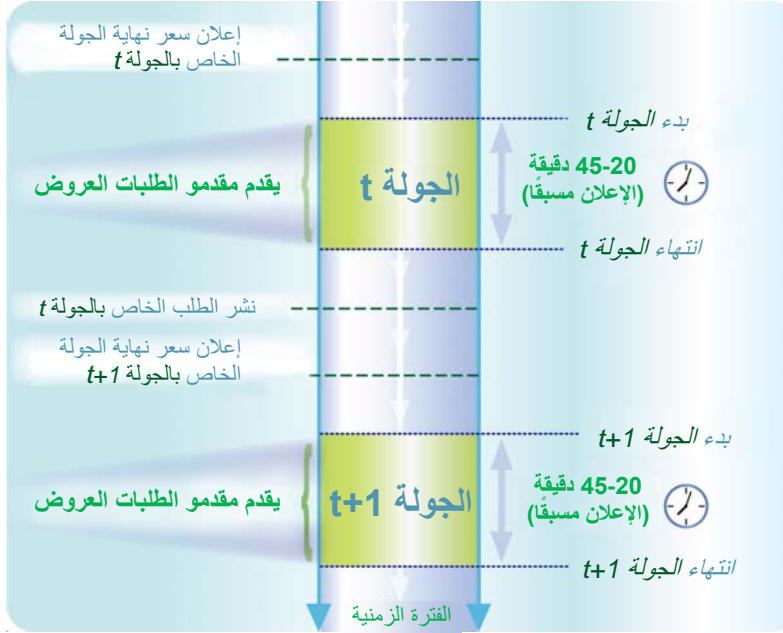 إعلان سعر نهاية الجولة
الخاص بالجولة t
بدء الجولة t
20-45 دقيقة
(الإعلان مسبقًا)
الجولة t
يقدم مقدمو الطلبات العروض
انتهاء الجولة t
نشر الطلب الخاص بالجولة t
إعلان سعر نهاية الجولة
الخاص بالجولة t+1
بدء الجولة t+1
20-45 دقيقة
(الإعلان مسبقًا)
الجولة t+1
يقدم مقدمو الطلبات العروض
انتهاء الجولة t+1
الفترة الزمنية